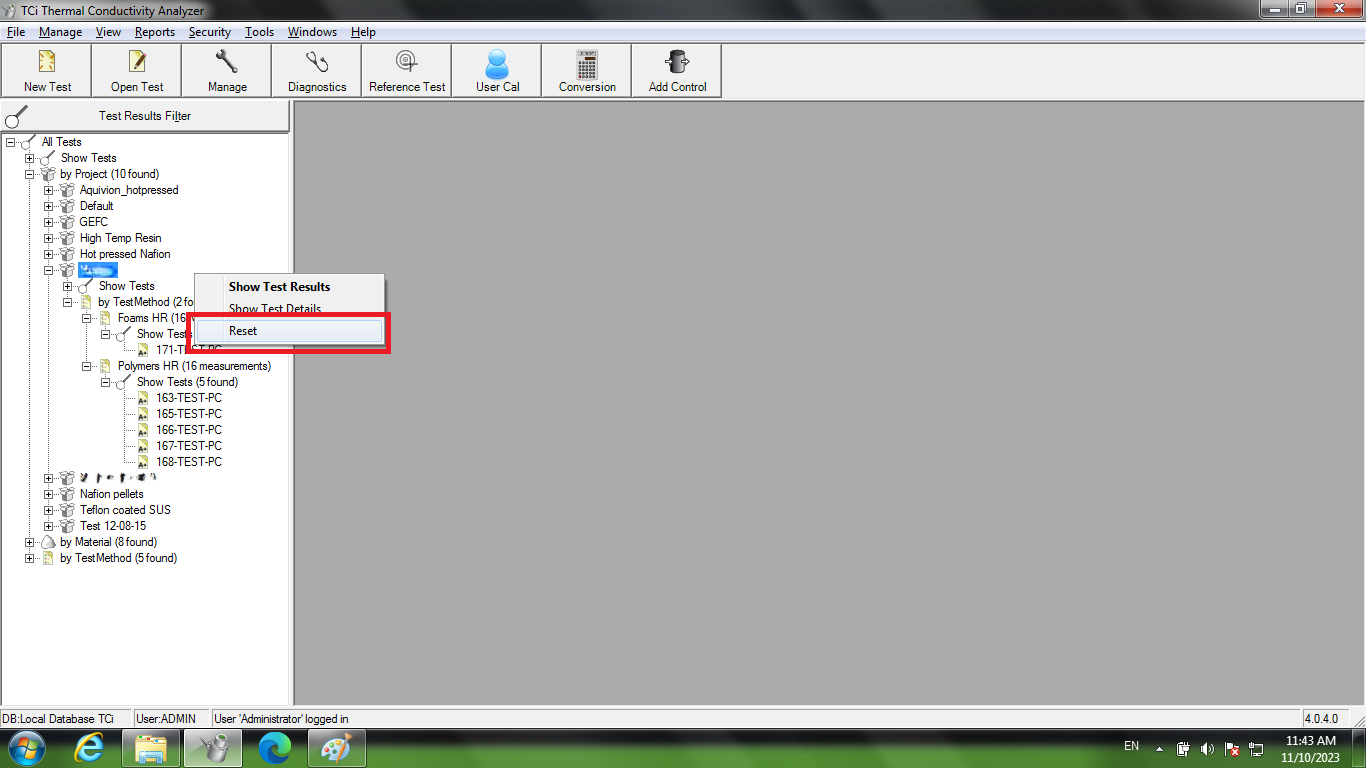 TCi Thermal Conductivity Analyzer
File Manage View Reports Security Tools Windows Help
New Test Open Test Manage Diagnostics Reference Test User Cal Conversion Add Control
Test Results Filter
All Tests
Show Tests
by Project (10 found)
Aquivion_hotpressed
Default
GEFC
High Temp Resin
Hot pressed Nafion
Show Tests
by TestMethod (2 fo
Foams HR (16
Show Tests
171-TEST-PC
Polymers HR (16 measurements)
Show Tests (5 found)
163-TEST-PC
165-TEST-PC
166-TEST-PC
167-TEST-PC
168-TEST-PC
Nafion pellets
Teflon coated SUS
Test 12-08-15
by Material (8 found)
by TestMethod (5 found)
Show Test Results
Show Test Details
Reset
DB:Local Database TCi User:ADMIN User 'Administrator' logged in 4.0.4.0
EN 11:43 AM
11/10/2023